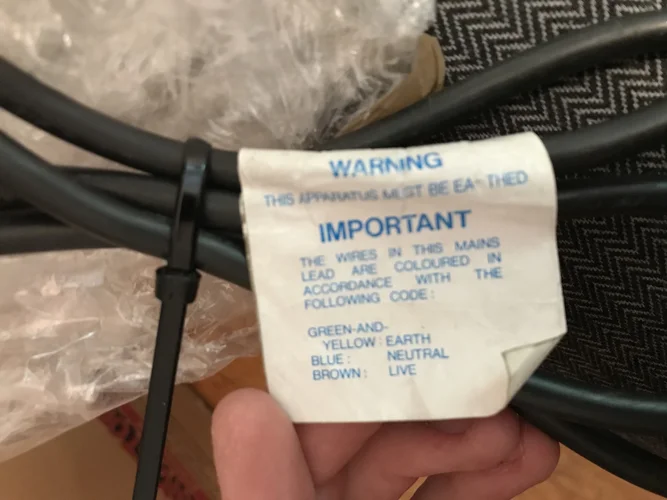 WARNING
THIS APPARATUS MUST BE EA THED
IMPORTANT
THE WIRES IN THIS MAINS
LEAD ARE COLOURED IN
ACCORDANCE WITH THE
FOLLOWING CODE:
GREEN-AND-
YELLOW: EARTH
BLUE: NEUTRAL
BROWN: LIVE